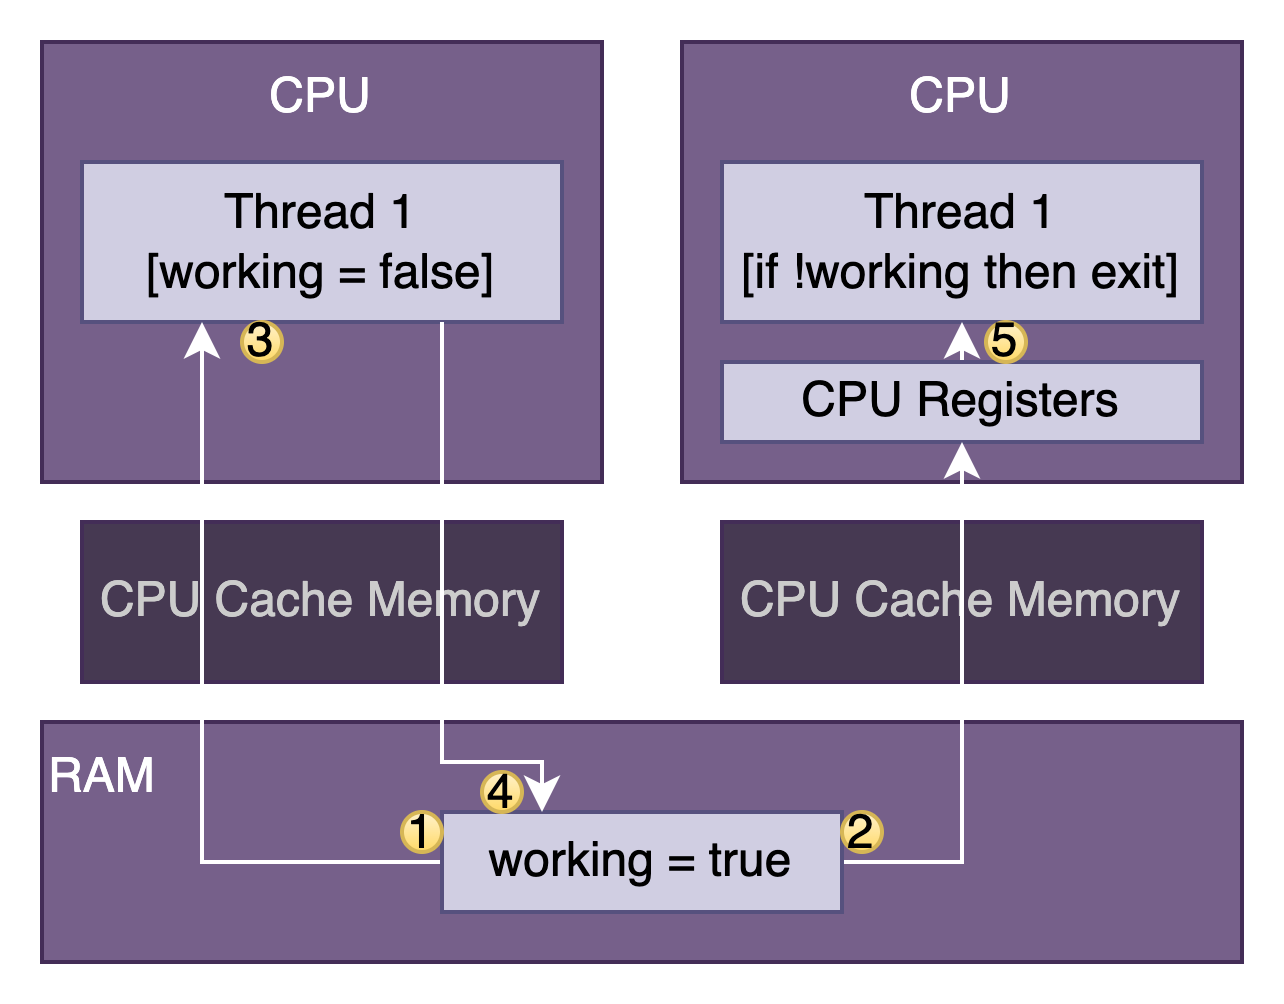 CPU
Thread 1
[working = false]
3
CPU
Thread 1
[if !working then exit]
5
CPU Registers
CPU Cache Memory
CPU Cache Memory
RAM
4
1
working = true
2